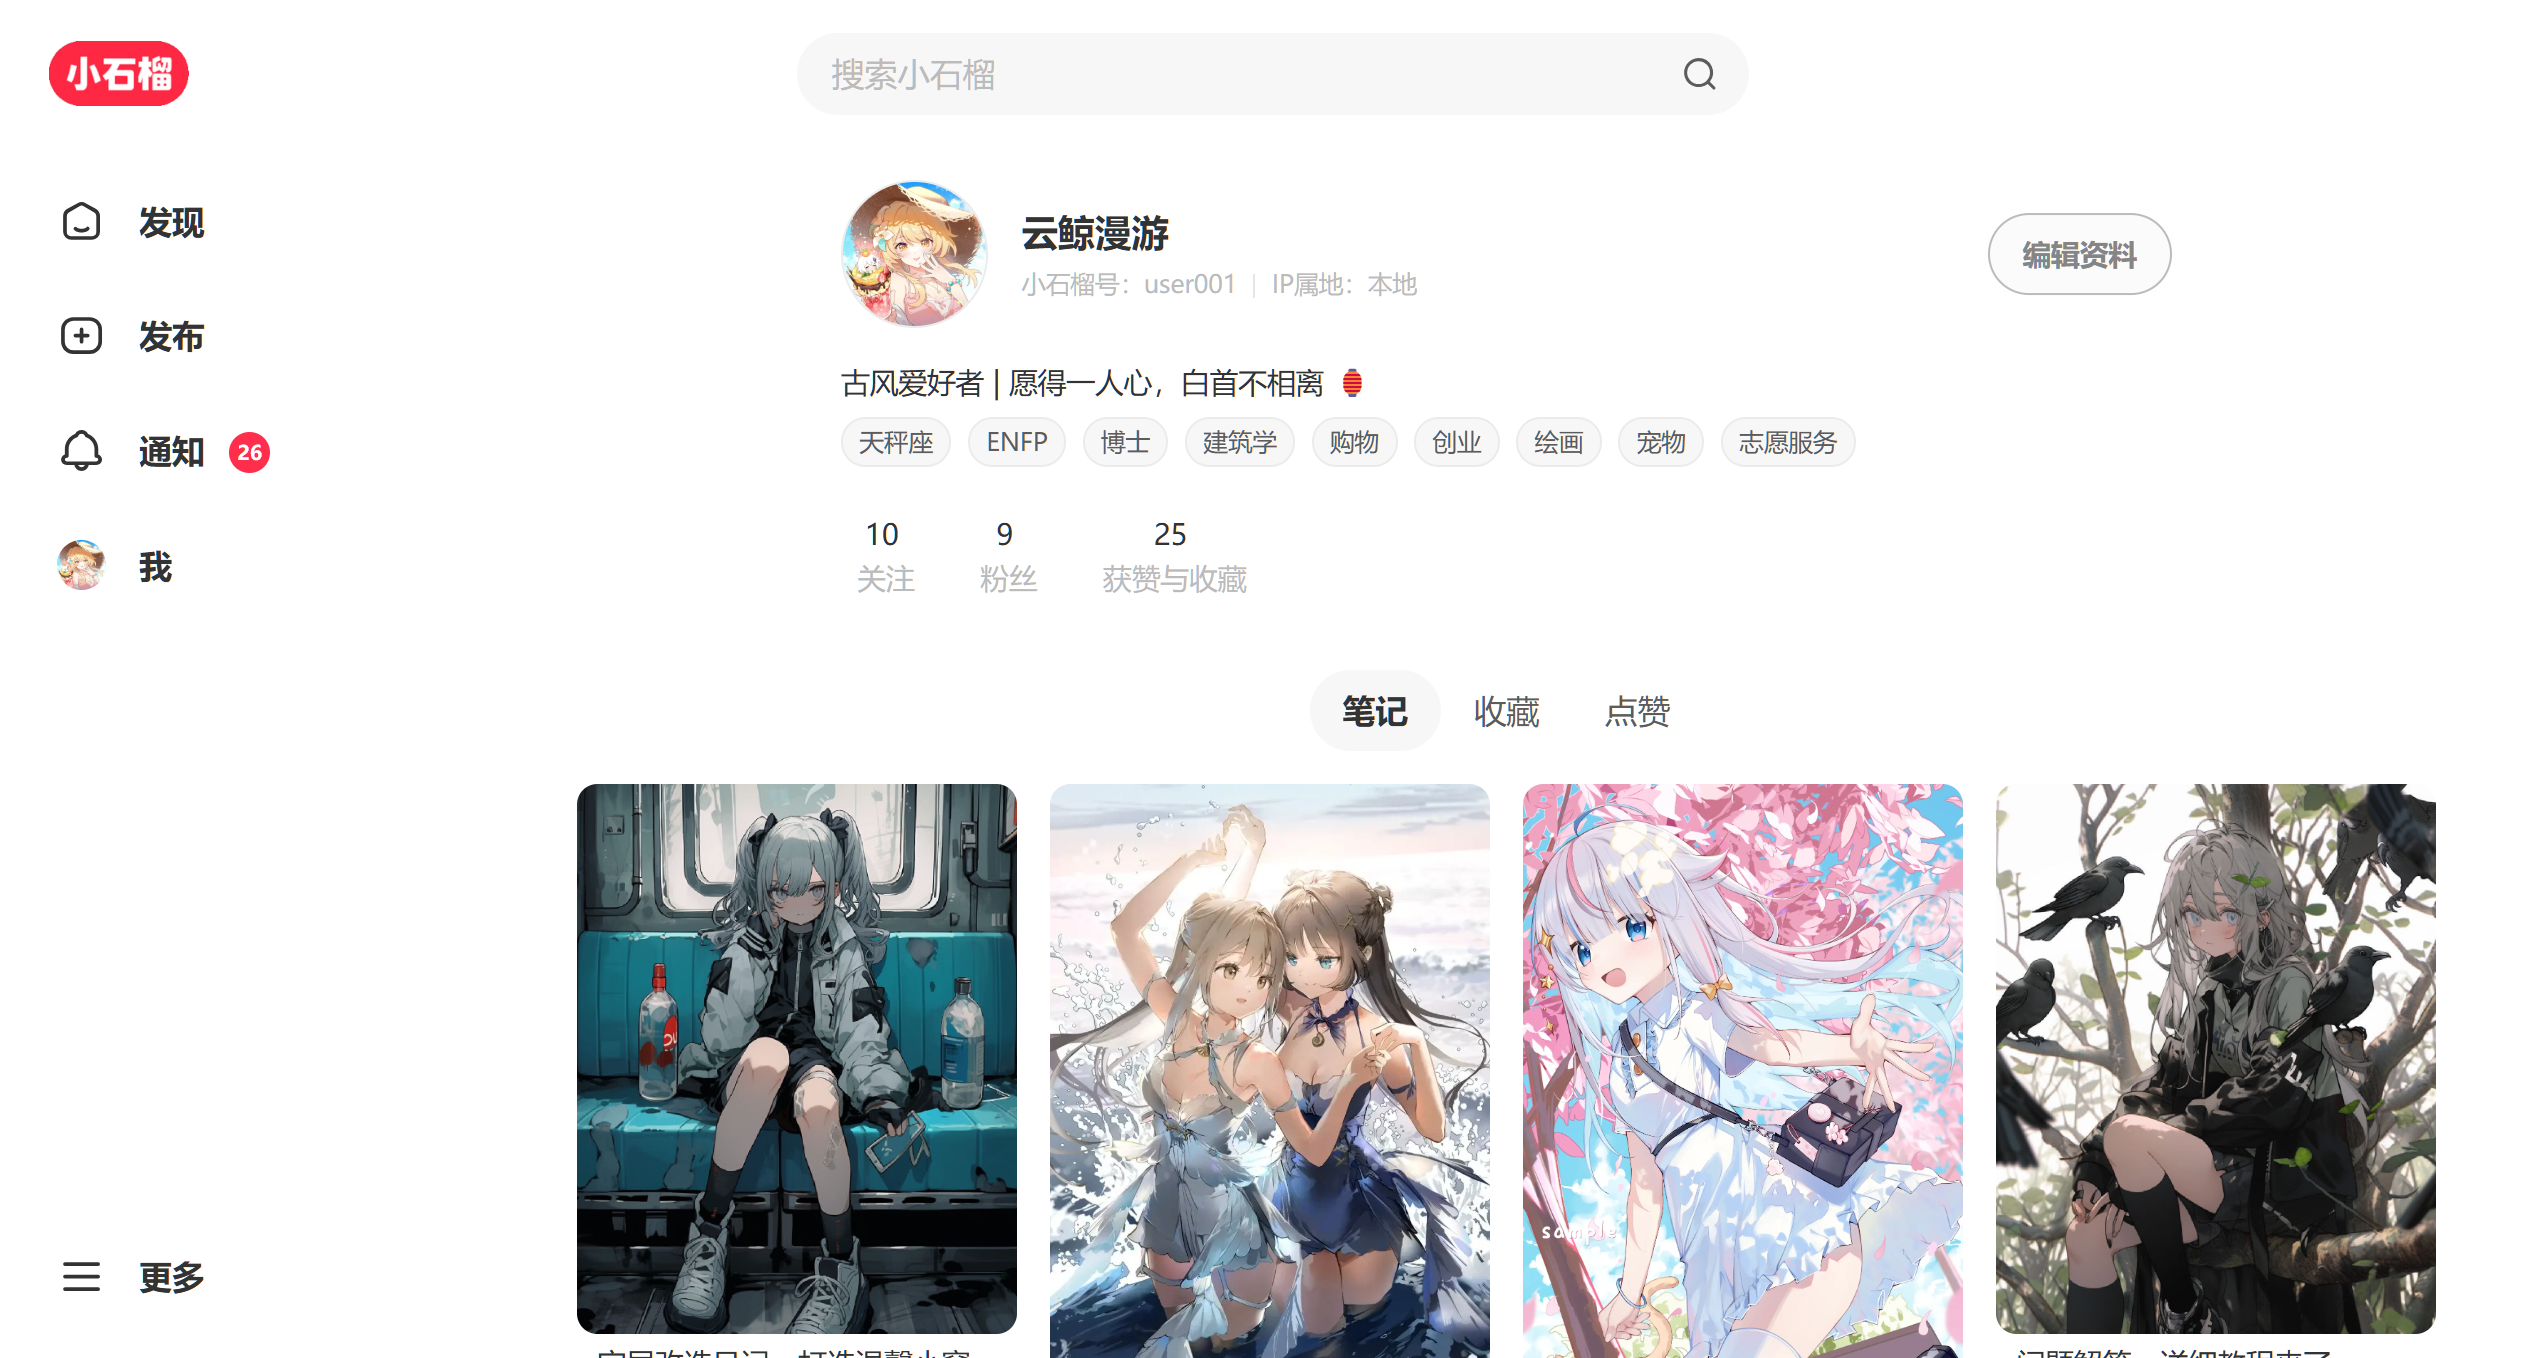 小石榴
搜索小石榴
发现
发布
通知 26
我
更多
云鲸漫游
小石榴号：user001 | IP属地：本地
编辑资料
古风爱好者 | 愿得一人心，白首不相离
天秤座 ENFP 博士 建筑学 购物 创业 绘画 宠物 志愿服务
10 9 25
关注 粉丝 获赞与收藏
笔记 收藏 点赞
sample